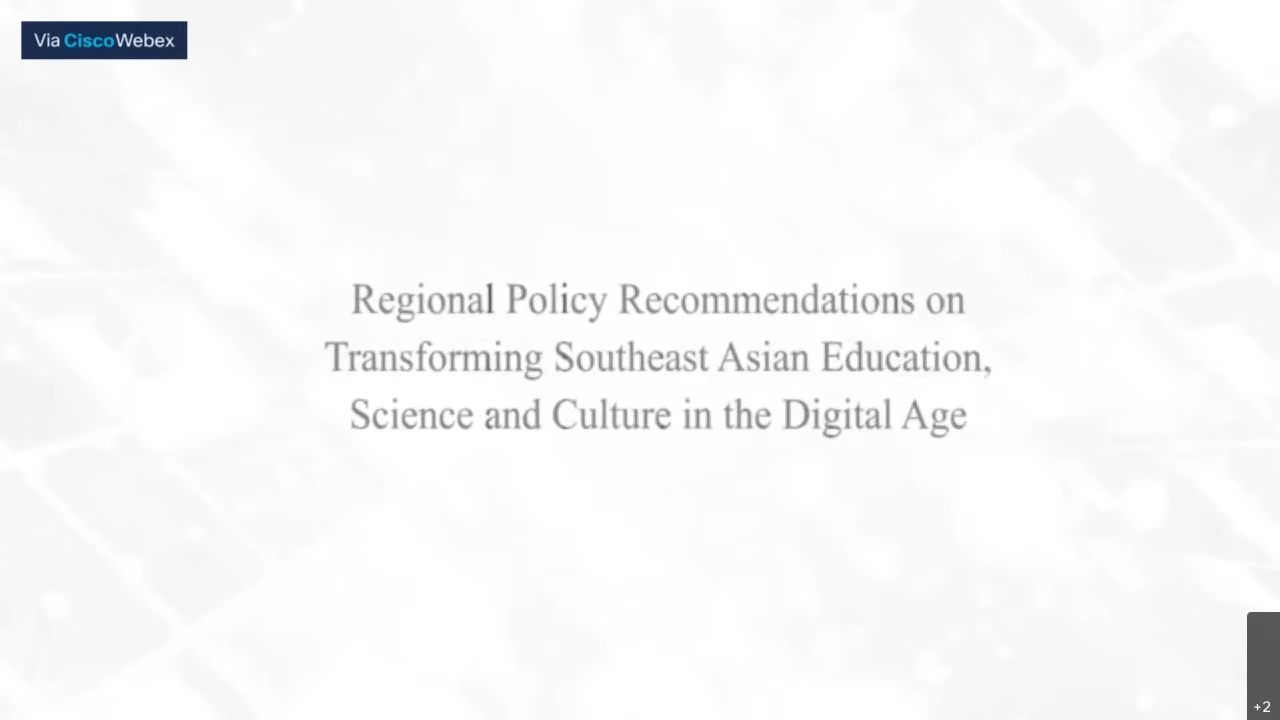 Via CiscoWebex
Regional Policy Recommendations on
Transforming Southeast Asian Education,
Science and Culture in the Digital Age
+2